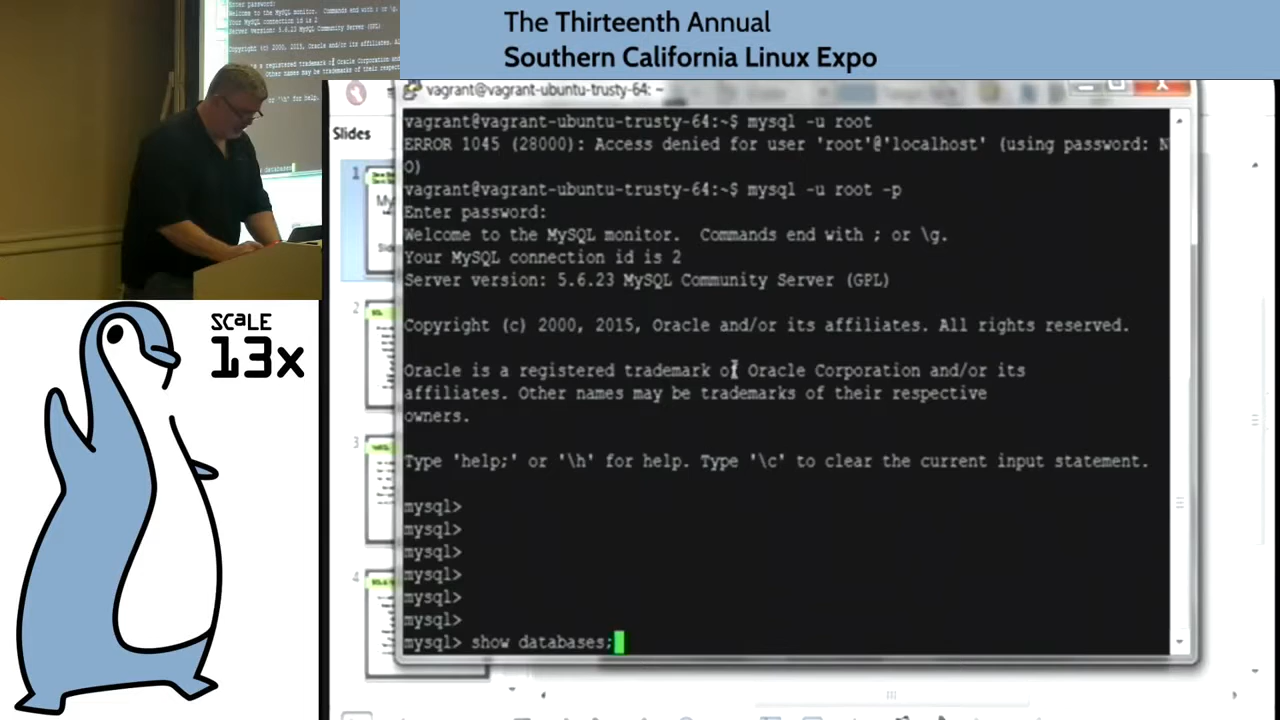 The Thirteenth Annual
Southern California Linux Expo
SCaLE
13x
Slides
1
2
3
4
vagrant@vagrant-ubuntu-trusty-64: ~
vagrant@vagrant-ubuntu-trusty-64:~$ mysql -u root
ERROR 1045 (28000): Access denied for user 'root'@'localhost' (using password: N
O)
vagrant@vagrant-ubuntu-trusty-64:~$ mysql -u root -p
Enter password:
Welcome to the MySQL monitor.  Commands end with ; or \g.
Your MySQL connection id is 2
Server version: 5.6.23 MySQL Community Server (GPL)
Copyright (c) 2000, 2015, Oracle and/or its affiliates. All rights reserved.
Oracle is a registered trademark of Oracle Corporation and/or its
affiliates. Other names may be trademarks of their respective
owners.
Type 'help;' or '\h' for help. Type '\c' to clear the current input statement.
mysql>
mysql>
mysql>
mysql>
mysql>
mysql>
mysql> show databases;